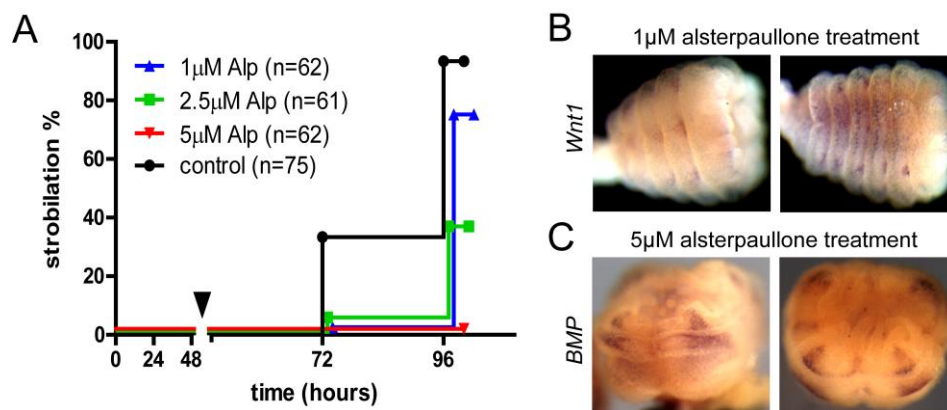 A
strobilation %
100
80
60
40
20
0
1µM Alp (n=62)
2.5µM Alp (n=61)
5µM Alp (n=62)
control (n=75)
0 24 48 72 96
time (hours)
B
1µM alsterpaullone treatment
Wnt1
C
5µM alsterpaullone treatment
BMP